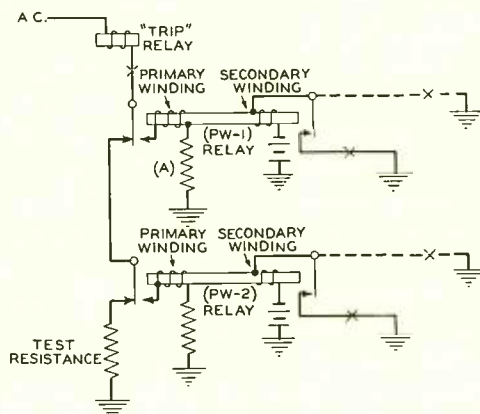 A.C.
"TRIP"
RELAY
PRIMARY
WINDING
SECONDARY
WINDING
(PW-1)
RELAY
(A)
PRIMARY
WINDING
SECONDARY
WINDING
(PW-2)
RELAY
TEST
RESISTANCE